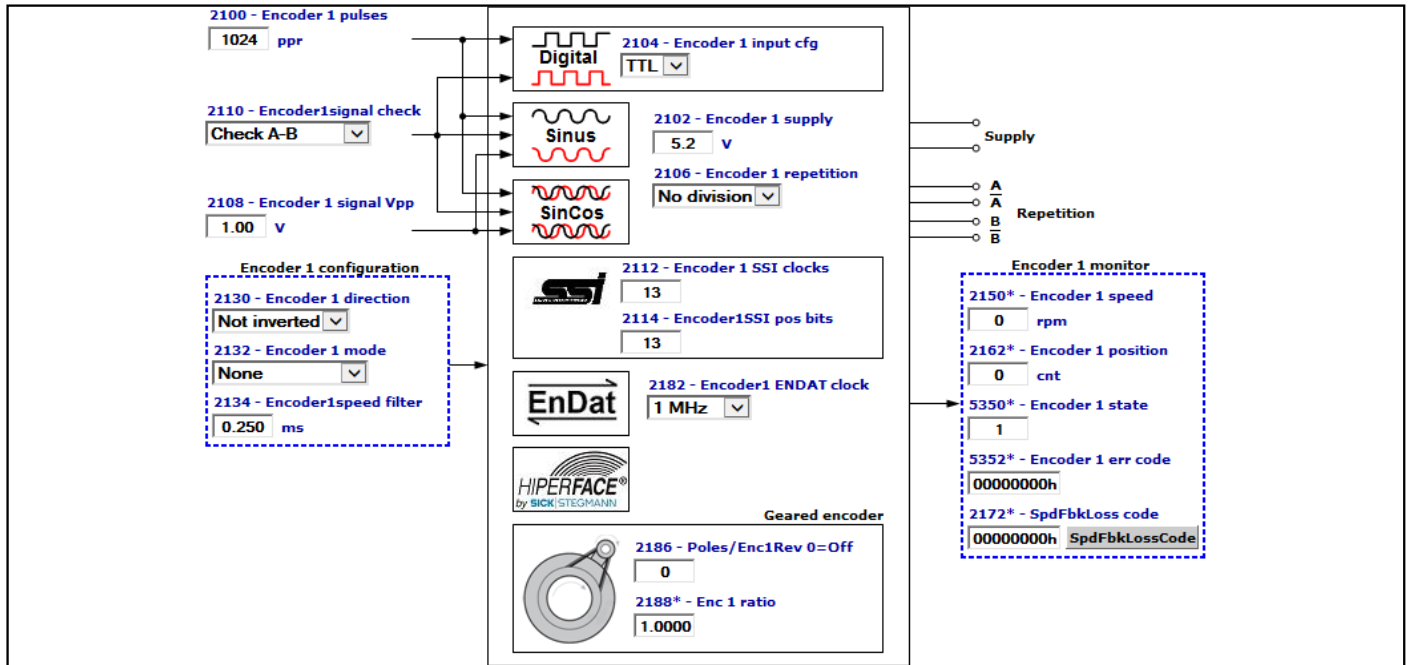 2100 - Encoder 1 pulses
1024 ppr
2110 - Encoder1signal check
Check A-B
2108 - Encoder 1 signal Vpp
1.00 V
Encoder 1 configuration
2130 - Encoder 1 direction
Not inverted
2132 - Encoder 1 mode
None
2134 - Encoder1speed filter
0.250 ms
Digital
2104 - Encoder 1 input cfg
TTL
Sinus
2102 - Encoder 1 supply
5.2 V
2106 - Encoder 1 repetition
No division
SinCos
ssi
2112 - Encoder 1 SSI clocks
13
2114 - Encoder1SSI pos bits
13
EnDat
2182 - Encoder1 ENDAT clock
1 MHz
HIPERFACE®
by SICK|STEGMANN
Geared encoder
2186 - Poles/Enc1Rev 0=Off
0
2188* - Enc 1 ratio
1.0000
Supply
A
A
B
B
Repetition
Encoder 1 monitor
2150* - Encoder 1 speed
0 rpm
2162* - Encoder 1 position
0 cnt
5350* - Encoder 1 state
1
5352* - Encoder 1 err code
00000000h
2172* - SpdFbkLoss code
00000000h SpdFbkLossCode